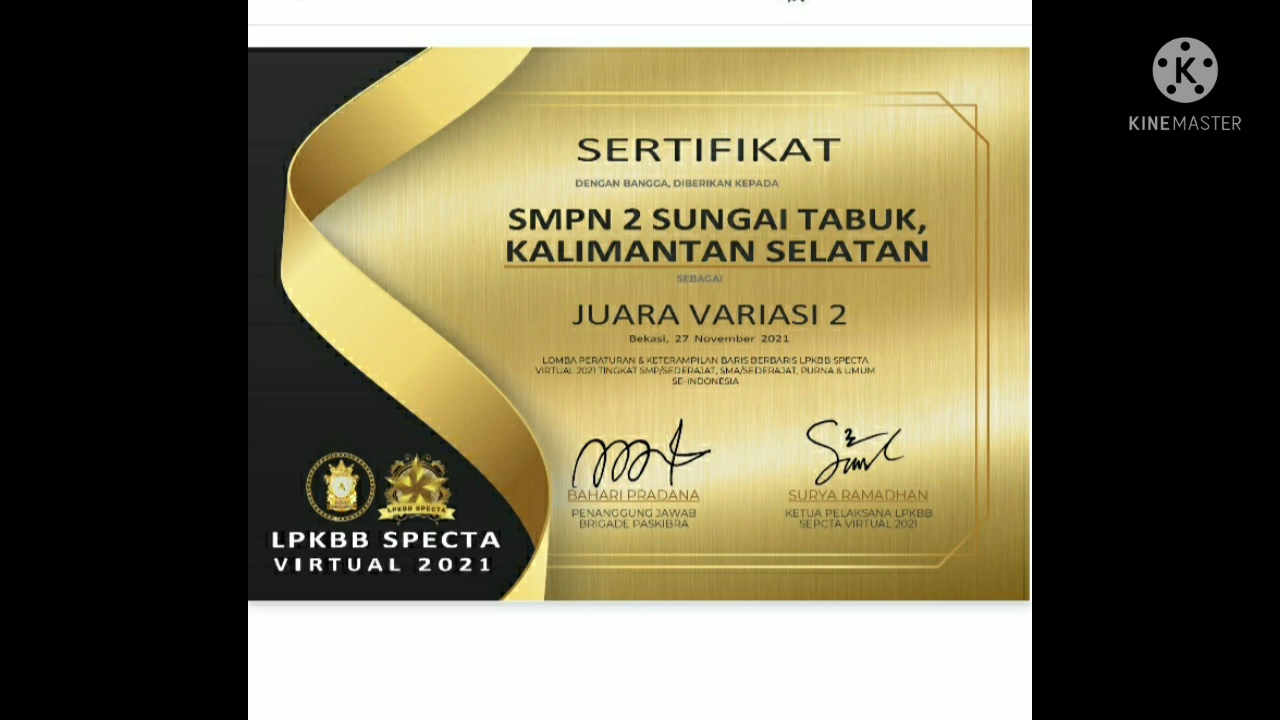 KINEMASTER
SERTIFIKAT
DENGAN BANGGA, DIBERIKAN KEPADA
SMPN 2 SUNGAI TABUK,
KALIMANTAN SELATAN
SEBAGAI
JUARA VARIASI 2
Bekasi, 27 November 2021
LOMBA PERATURAN & KETERAMPILAN BARIS BERBARIS LPKBB SPECTA
VIRTUAL 2021 TINGKAT SMP/SEDERAJAT, SMA/SEDERAJAT, PURNA & UMUM
SE-INDONESIA
BAHARI PRADANA
PENANGGUNG JAWAB
BRIGADE PASKIBRA
SURYA RAMADHAN
KETUA PELAKSANA LPKBB
SEPCTA VIRTUAL 2021
LPKBB SPECTA
LPKBB SPECTA
VIRTUAL 2021